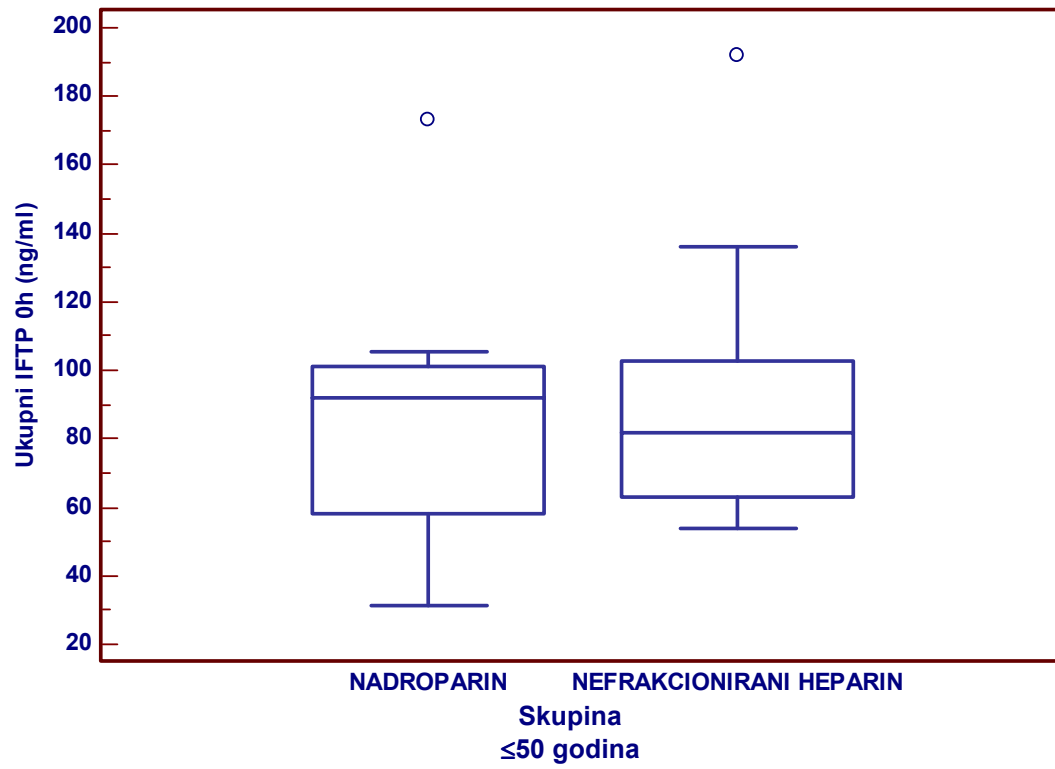 Ukupni IFTP 0h (ng/ml)
200
180
160
140
120
100
80
60
40
20
NADROPARIN
NEFRAKCIONIRANI HEPARIN
Skupina
≤50 godina